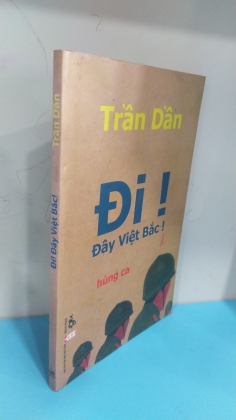 Trần Dần
Đi !
Đây Việt Bắc !
hùng ca
Trần Dần
Đi! Đây Việt Bắc!